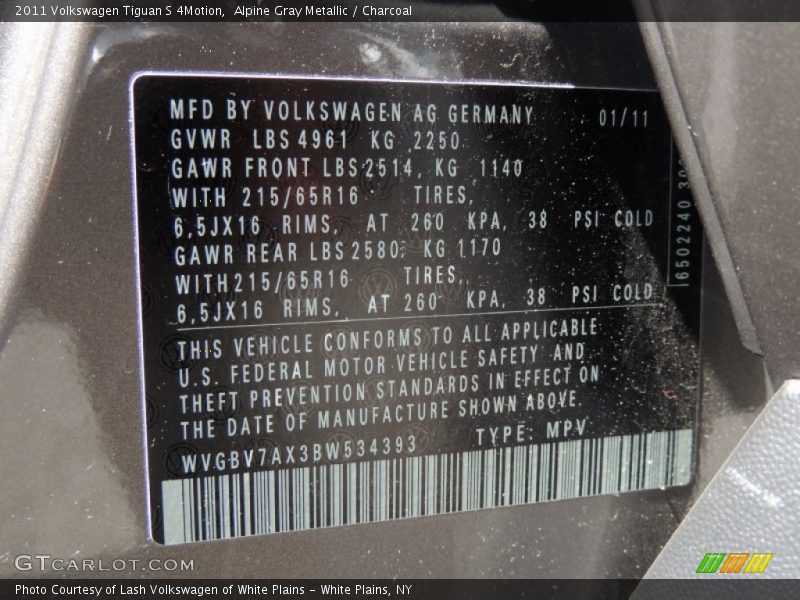 2011 Volkswagen Tiguan S 4Motion,  Alpine Gray Metallic / Charcoal
MFD BY VOLKSWAGEN AG GERMANY 01/11
GVWR LBS 4961 KG 2250
GAWR FRONT LBS 2514, KG 1140
WITH 215/65R16 TIRES,
6,5JX16 RIMS, AT 260 KPA, 38 PSI COLD
GAWR REAR LBS 2580, KG 1170
WITH 215/65R16 TIRES,
6,5JX16 RIMS, AT 260 KPA, 38 PSI COLD
6502240
THIS VEHICLE CONFORMS TO ALL APPLICABLE
U.S. FEDERAL MOTOR VEHICLE SAFETY AND
THEFT PREVENTION STANDARDS IN EFFECT ON
THE DATE OF MANUFACTURE SHOWN ABOVE.
WVGBV7AX3BW534393 TYPE: MPV
GTCARLOT.COM
Photo Courtesy of Lash Volkswagen of White Plains - White Plains, NY